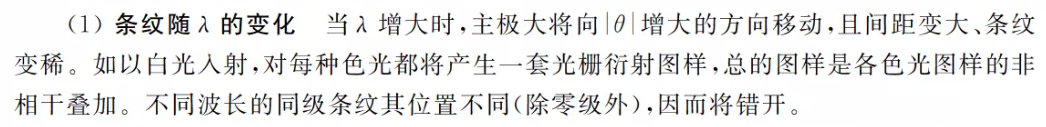 (1) 条纹随 λ 的变化　当 λ 增大时,主极大将向|θ|增大的方向移动,且间距变大、条纹
变稀。如以白光入射,对每种色光都将产生一套光栅衍射图样,总的图样是各色光图样的非
相干叠加。不同波长的同级条纹其位置不同(除零级外),因而将错开。